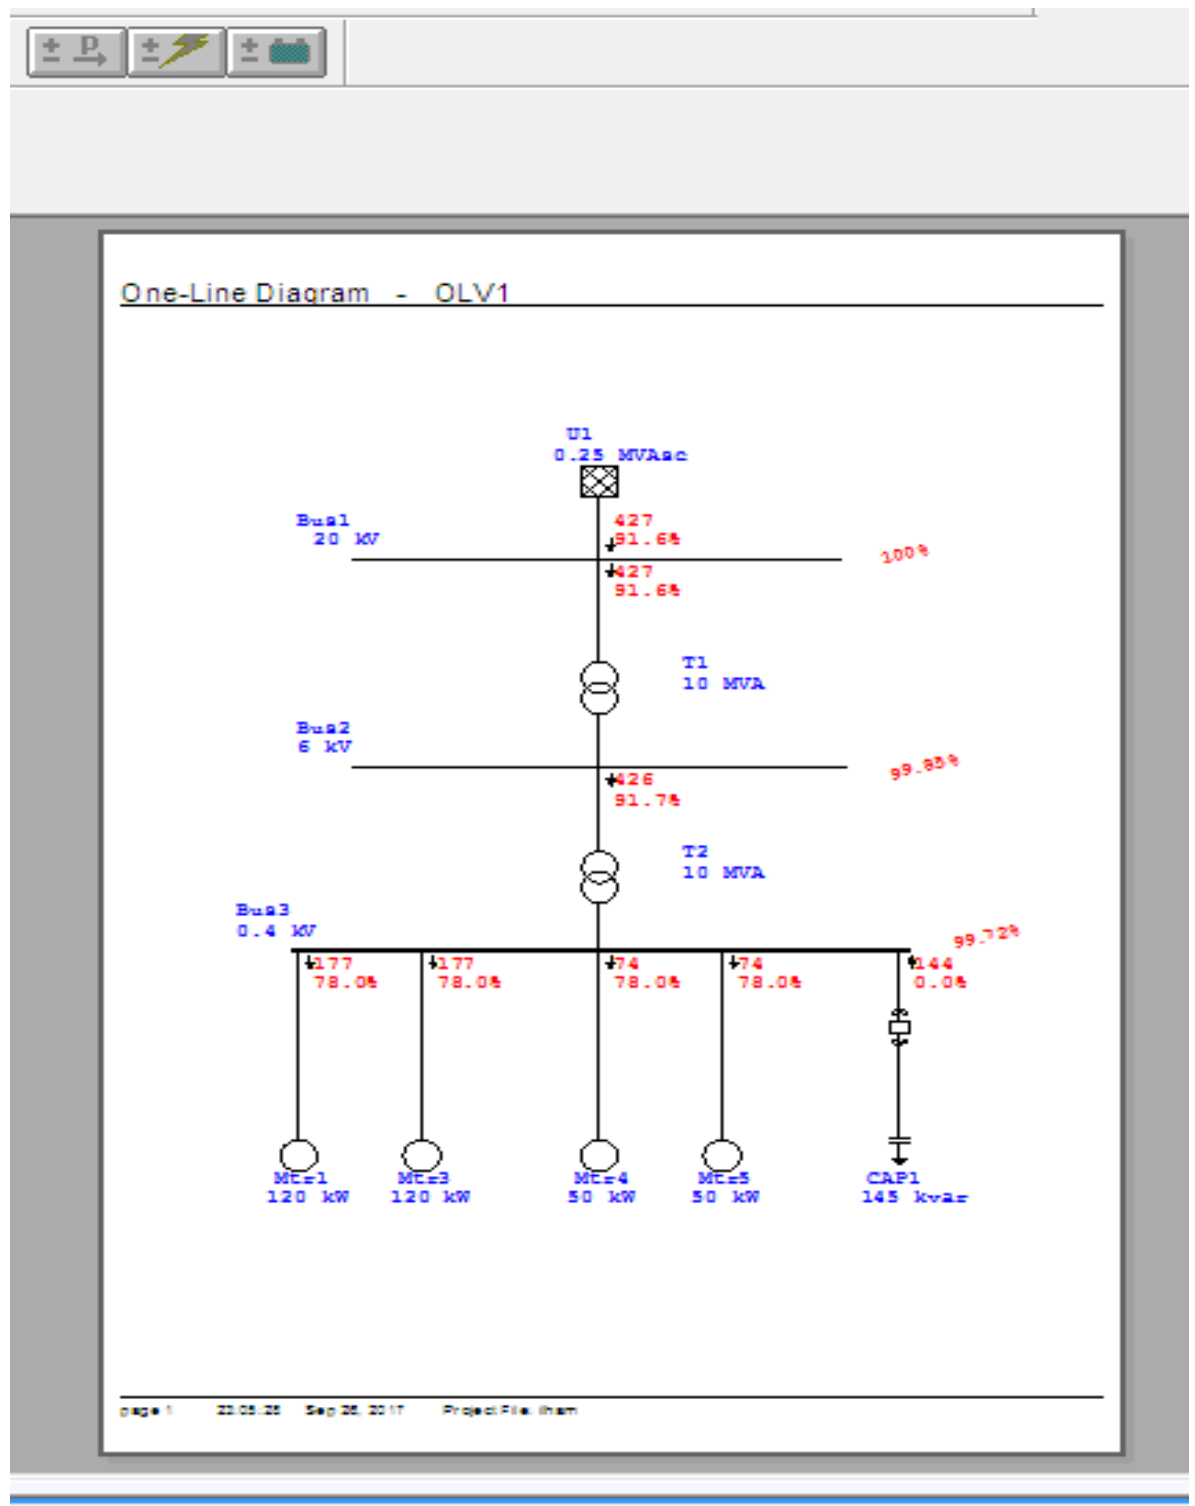 ± P
±
±
One-Line Diagram - OLV1
U1
0.25 MVAsc
Bus1
20 kV
427
91.6%
100%
427
91.6%
T1
10 MVA
Bus2
6 kV
99.85%
426
91.7%
T2
10 MVA
Bus3
0.4 kV
99.72%
177
78.0%
177
78.0%
74
78.0%
74
78.0%
144
0.0%
Mtr1
120 kW
Mtr3
120 kW
Mtr4
50 kW
Mtr5
50 kW
CAP1
145 kvar
page 1 Sep 26, 2017 Project File: ilham